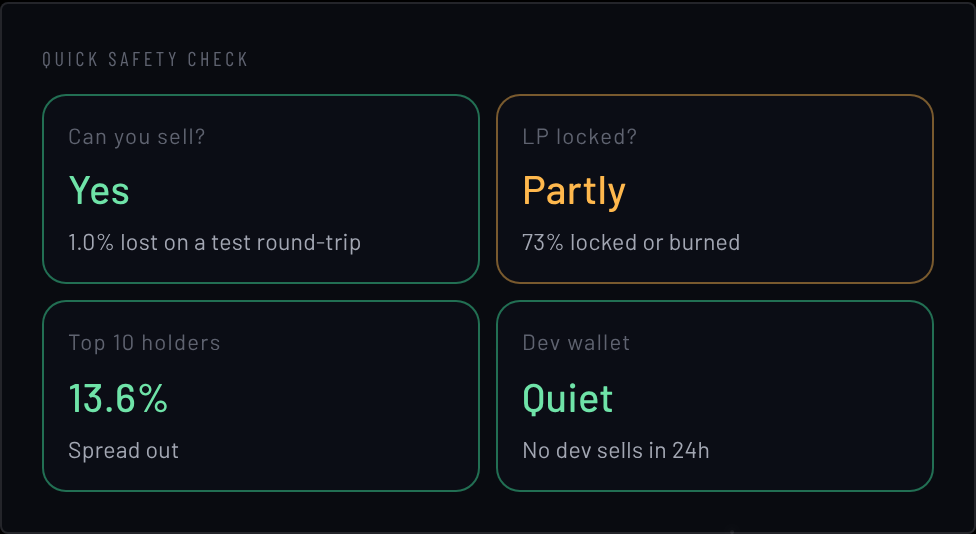 QUICK SAFETY CHECK
Can you sell?
Yes
1.0% lost on a test round-trip
LP locked?
Partly
73% locked or burned
Top 10 holders
13.6%
Spread out
Dev wallet
Quiet
No dev sells in 24h